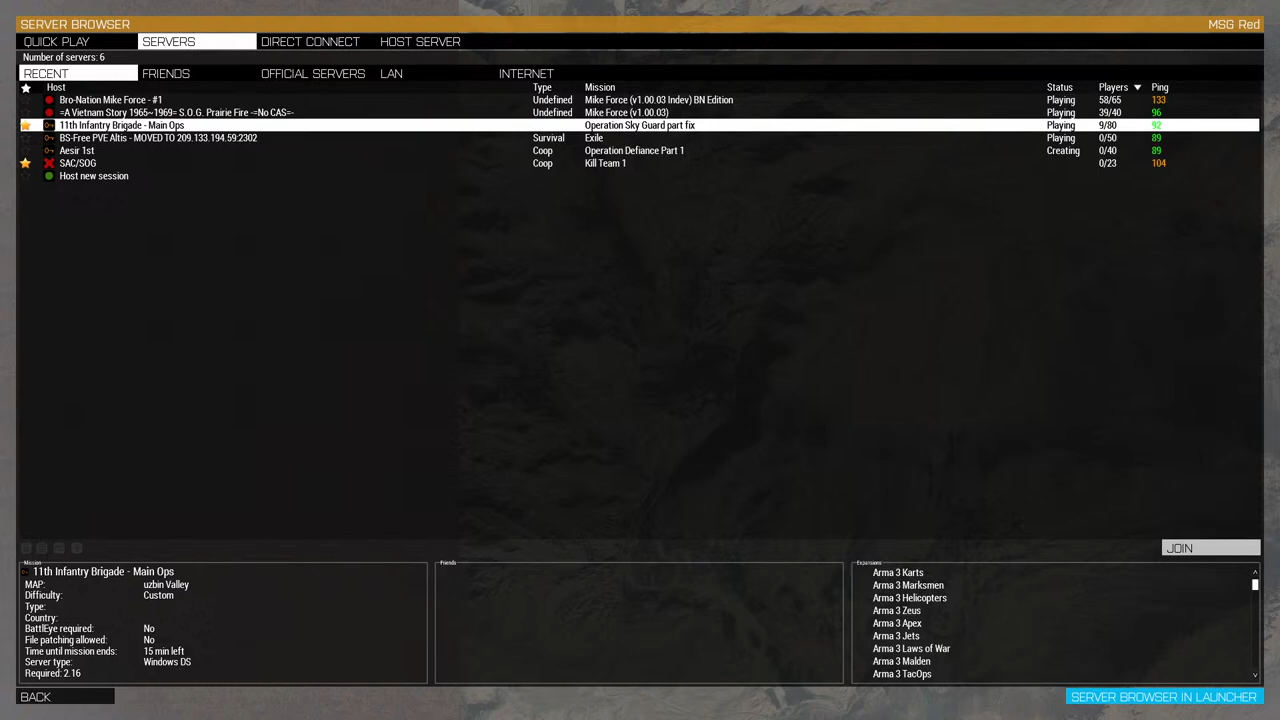 SERVER BROWSER MSG Red
QUICK PLAY SERVERS DIRECT CONNECT HOST SERVER
Number of servers: 6
RECENT FRIENDS OFFICIAL SERVERS LAN INTERNET
Host Type Mission Status Players Ping
Bro-Nation Mike Force - #1 Undefined Mike Force (v1.00.03 Indev) BN Edition Playing 58/65 133
=A Vietnam Story 1965~1969= S.O.G. Prairie Fire -=No CAS=- Undefined Mike Force (v1.00.03) Playing 39/40 96
11th Infantry Brigade - Main Ops Operation Sky Guard part fix Playing 9/80 92
BS-Free PVE Altis - MOVED TO 209.133.194.59:2302 Survival Exile Playing 0/50 89
Aesir 1st Coop Operation Defiance Part 1 Creating 0/40 89
SAC/SOG Coop Kill Team 1 0/23 104
Host new session
JOIN
Mission
11th Infantry Brigade - Main Ops
MAP: uzbin Valley
Difficulty: Custom
Type:
Country:
BattlEye required: No
File patching allowed: No
Time until mission ends: 15 min left
Server type: Windows DS
Required: 2.16
Friends
Expansions
Arma 3 Karts
Arma 3 Marksmen
Arma 3 Helicopters
Arma 3 Zeus
Arma 3 Apex
Arma 3 Jets
Arma 3 Laws of War
Arma 3 Malden
Arma 3 TacOps
BACK SERVER BROWSER IN LAUNCHER